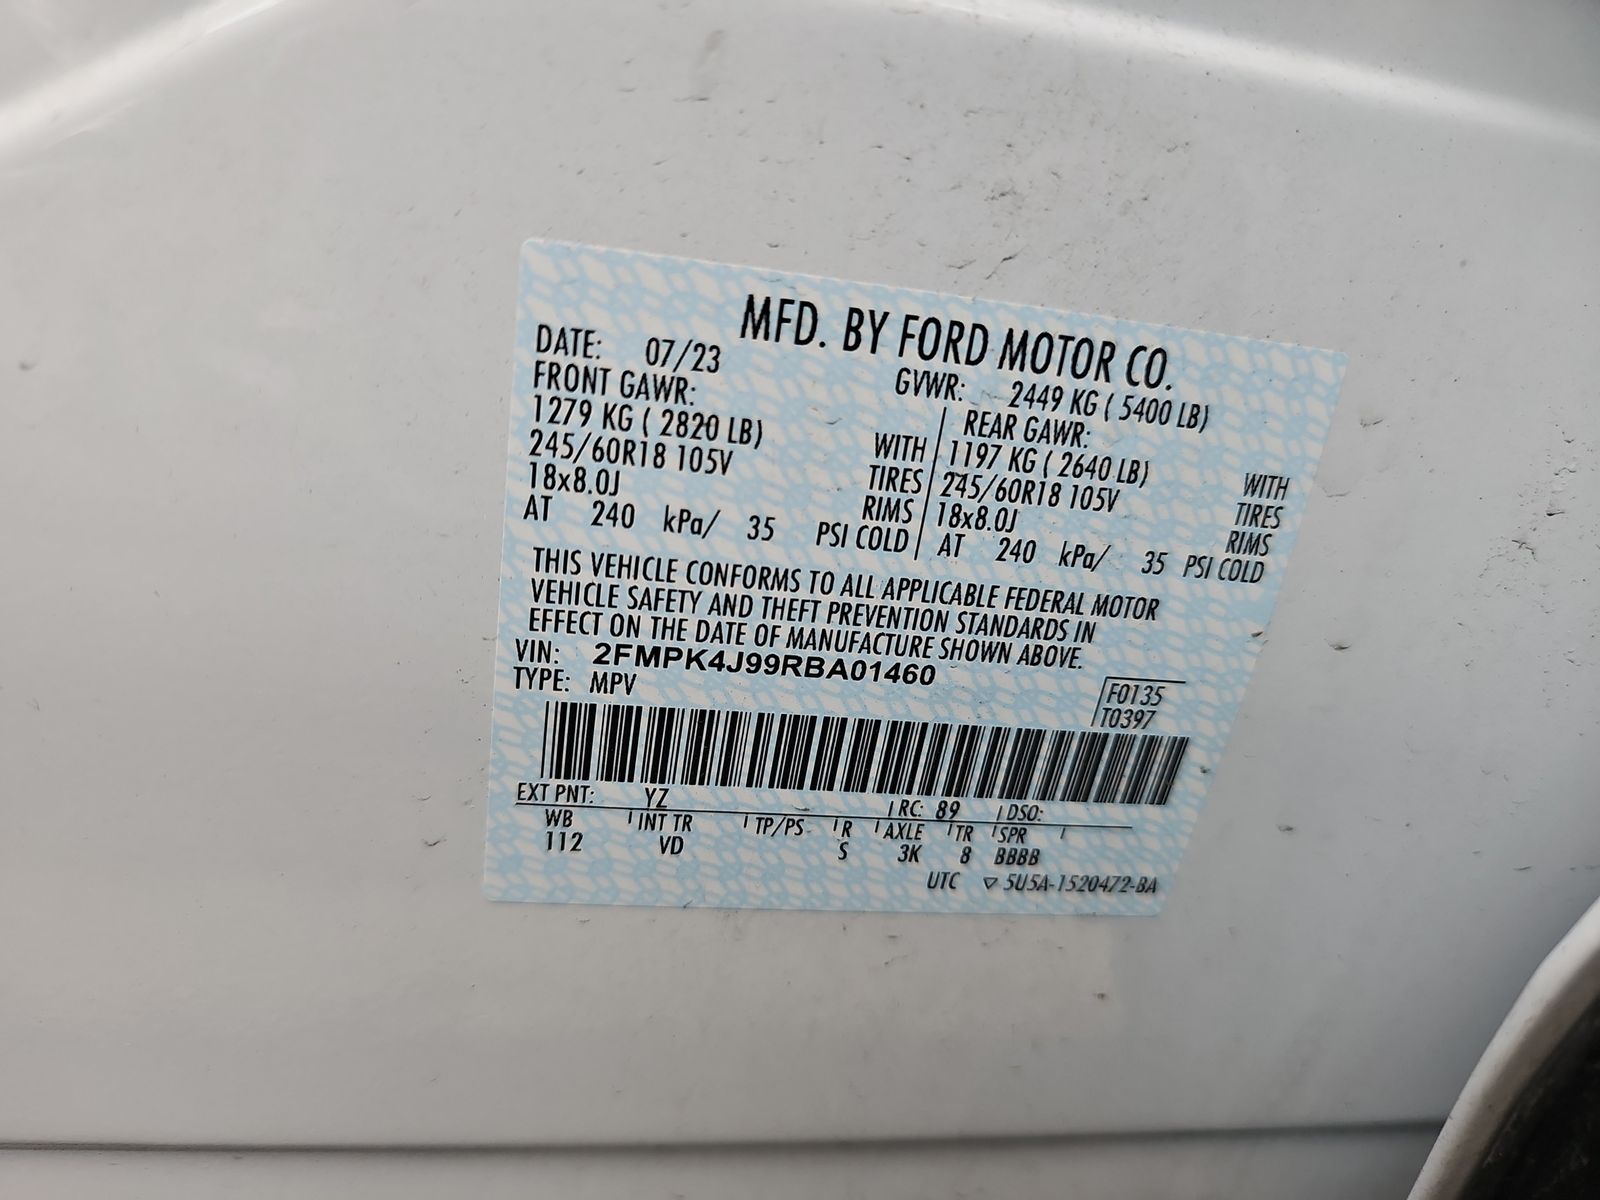 MFD. BY FORD MOTOR CO.
DATE: 07/23 GVWR: 2449 KG ( 5400 LB)
FRONT GAWR: REAR GAWR:
1279 KG ( 2820 LB) WITH 1197 KG ( 2640 LB) WITH
245/60R18 105V TIRES 245/60R18 105V TIRES
18x8.0J RIMS 18x8.0J RIMS
AT 240 kPa/ 35 PSI COLD AT 240 kPa/ 35 PSI COLD
THIS VEHICLE CONFORMS TO ALL APPLICABLE FEDERAL MOTOR
VEHICLE SAFETY AND THEFT PREVENTION STANDARDS IN
EFFECT ON THE DATE OF MANUFACTURE SHOWN ABOVE.
VIN: 2FMPK4J99RBA01460
TYPE: MPV F0135
T0397
EXT PNT: YZ RC: 89 DSO:
WB INT TR TP/PS R AXLE TR SPR
112 VD S 3K 8 BBBB
UTC ▽ 5U5A-1520472-BA